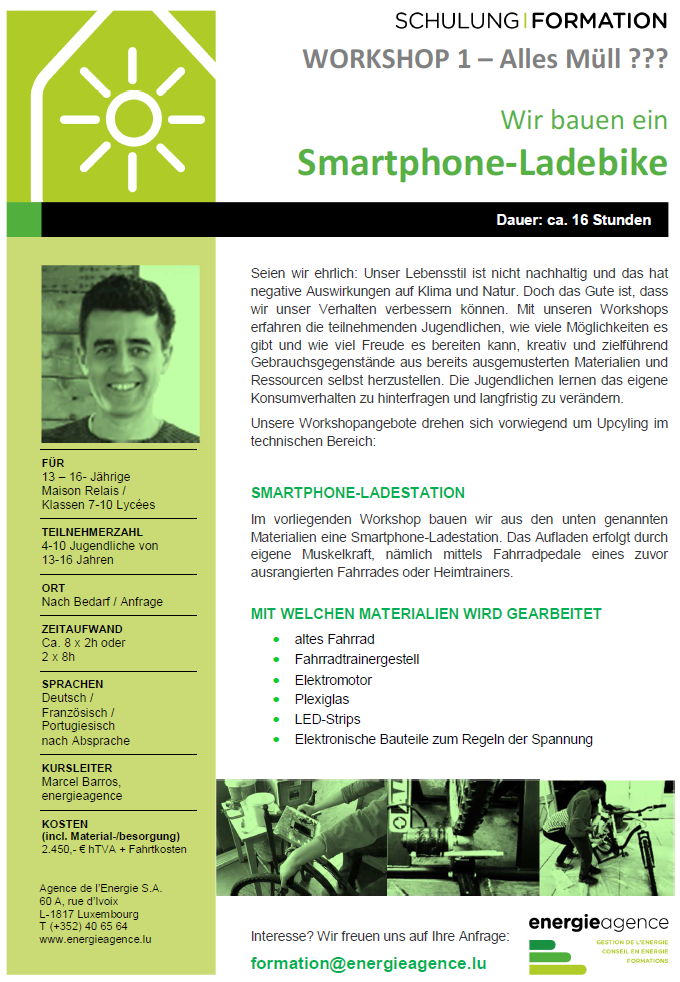 SCHULUNG|FORMATION
WORKSHOP 1 – Alles Müll ???
Wir bauen ein
Smartphone-Ladebike
Dauer: ca. 16 Stunden
Seien wir ehrlich: Unser Lebensstil ist nicht nachhaltig und das hat
negative Auswirkungen auf Klima und Natur. Doch das Gute ist, dass
wir unser Verhalten verbessern können. Mit unseren Workshops
erfahren die teilnehmenden Jugendlichen, wie viele Möglichkeiten es
gibt und wie viel Freude es bereiten kann, kreativ und zielführend
Gebrauchsgegenstände aus bereits ausgemusterten Materialien und
Ressourcen selbst herzustellen. Die Jugendlichen lernen das eigene
Konsumverhalten zu hinterfragen und langfristig zu verändern.
Unsere Workshopangebote drehen sich vorwiegend um Upcyling im
technischen Bereich:
SMARTPHONE-LADESTATION
Im vorliegenden Workshop bauen wir aus den unten genannten
Materialien eine Smartphone-Ladestation. Das Aufladen erfolgt durch
eigene Muskelkraft, nämlich mittels Fahrradpedale eines zuvor
ausrangierten Fahrrades oder Heimtrainers.
MIT WELCHEN MATERIALIEN WIRD GEARBEITET
• altes Fahrrad
• Fahrradtrainergestell
• Elektromotor
• Plexiglas
• LED-Strips
• Elektronische Bauteile zum Regeln der Spannung
FÜR
13 – 16- Jährige
Maison Relais /
Klassen 7-10 Lycées
TEILNEHMERZAHL
4-10 Jugendliche von
13-16 Jahren
ORT
Nach Bedarf / Anfrage
ZEITAUFWAND
Ca. 8 x 2h oder
2 x 8h
SPRACHEN
Deutsch /
Französisch /
Portugiesisch
nach Absprache
KURSLEITER
Marcel Barros,
energieagence
KOSTEN
(incl. Material-/besorgung)
2.450,- € hTVA + Fahrtkosten
Agence de l'Energie S.A.
60 A, rue d'Ivoix
L-1817 Luxembourg
T (+352) 40 65 64
www.energieagence.lu
Interesse? Wir freuen uns auf Ihre Anfrage:
formation@energieagence.lu
energieagence
GESTION DE L'ENERGIE
CONSEIL EN ENERGIE
FORMATIONS